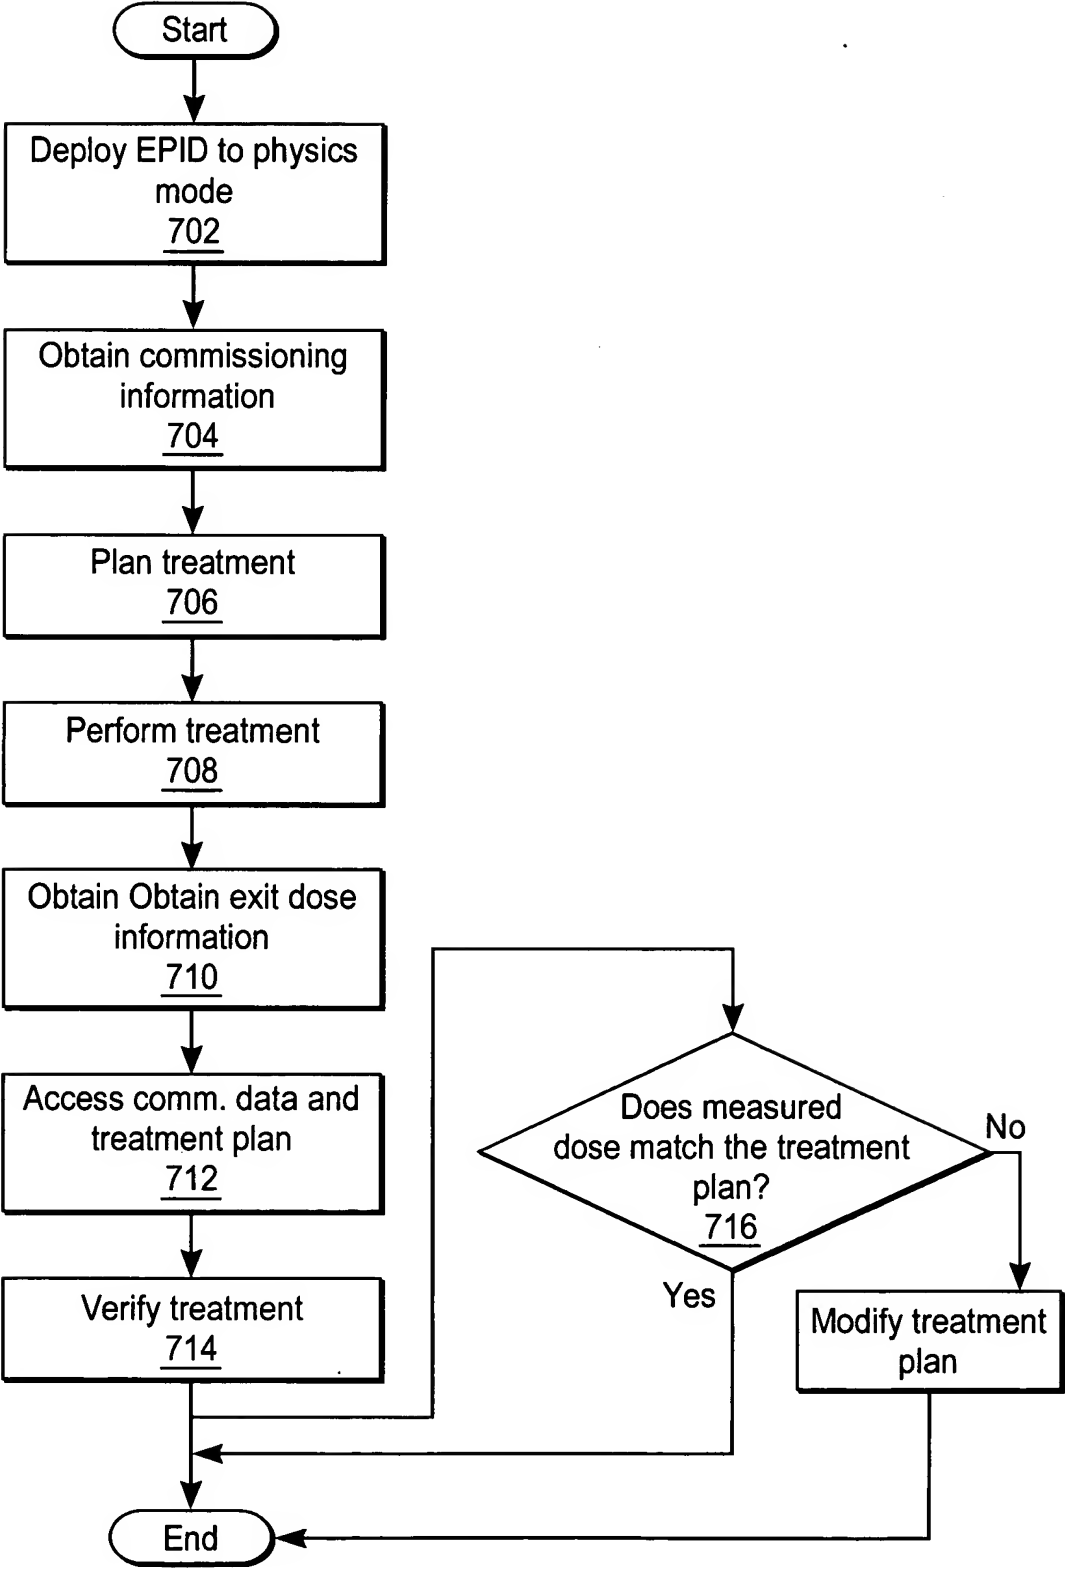 Start
Deploy EPID to physics
mode
702
Obtain commissioning
information
704
Plan treatment
706
Perform treatment
708
Obtain Obtain exit dose
information
710
Access comm. data and
treatment plan
712
Verify treatment
714
Does measured
dose match the treatment
plan?
716
No
Yes
Modify treatment
plan
End